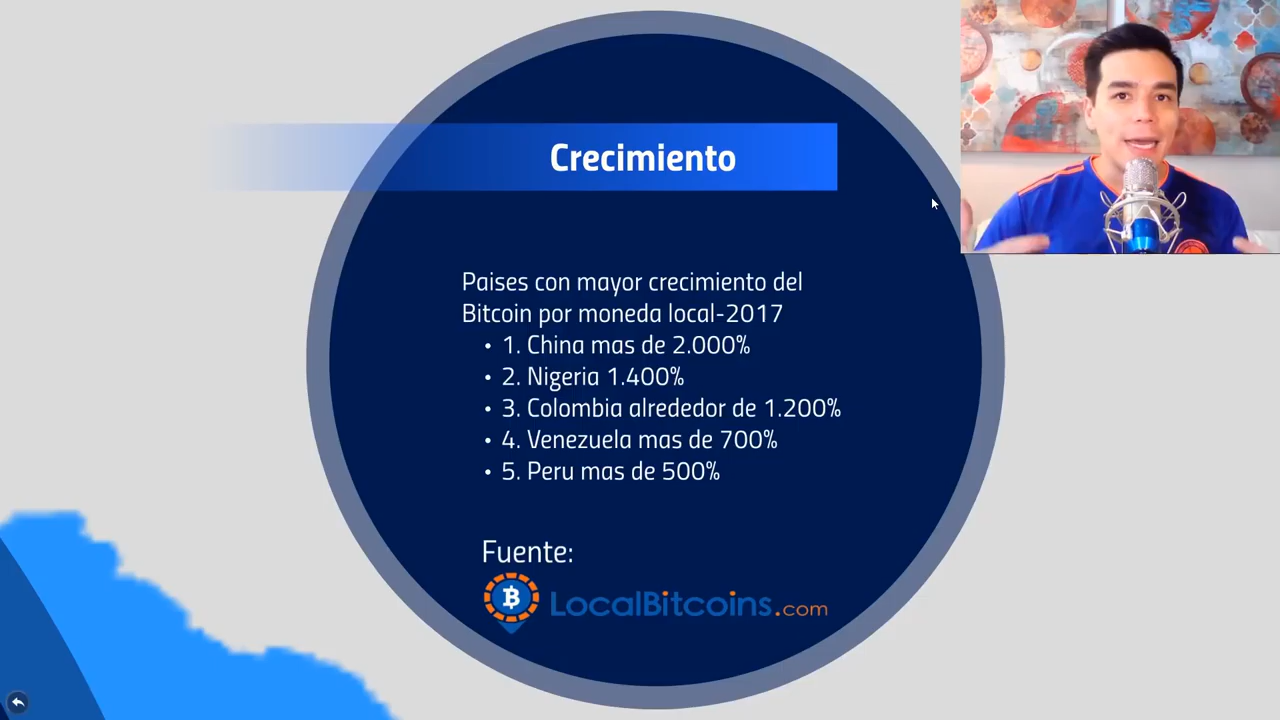 Crecimiento
Paises con mayor crecimiento del
Bitcoin por moneda local-2017
• 1. China mas de 2.000%
• 2. Nigeria 1.400%
• 3. Colombia alrededor de 1.200%
• 4. Venezuela mas de 700%
• 5. Peru mas de 500%
Fuente:
LocalBitcoins.com